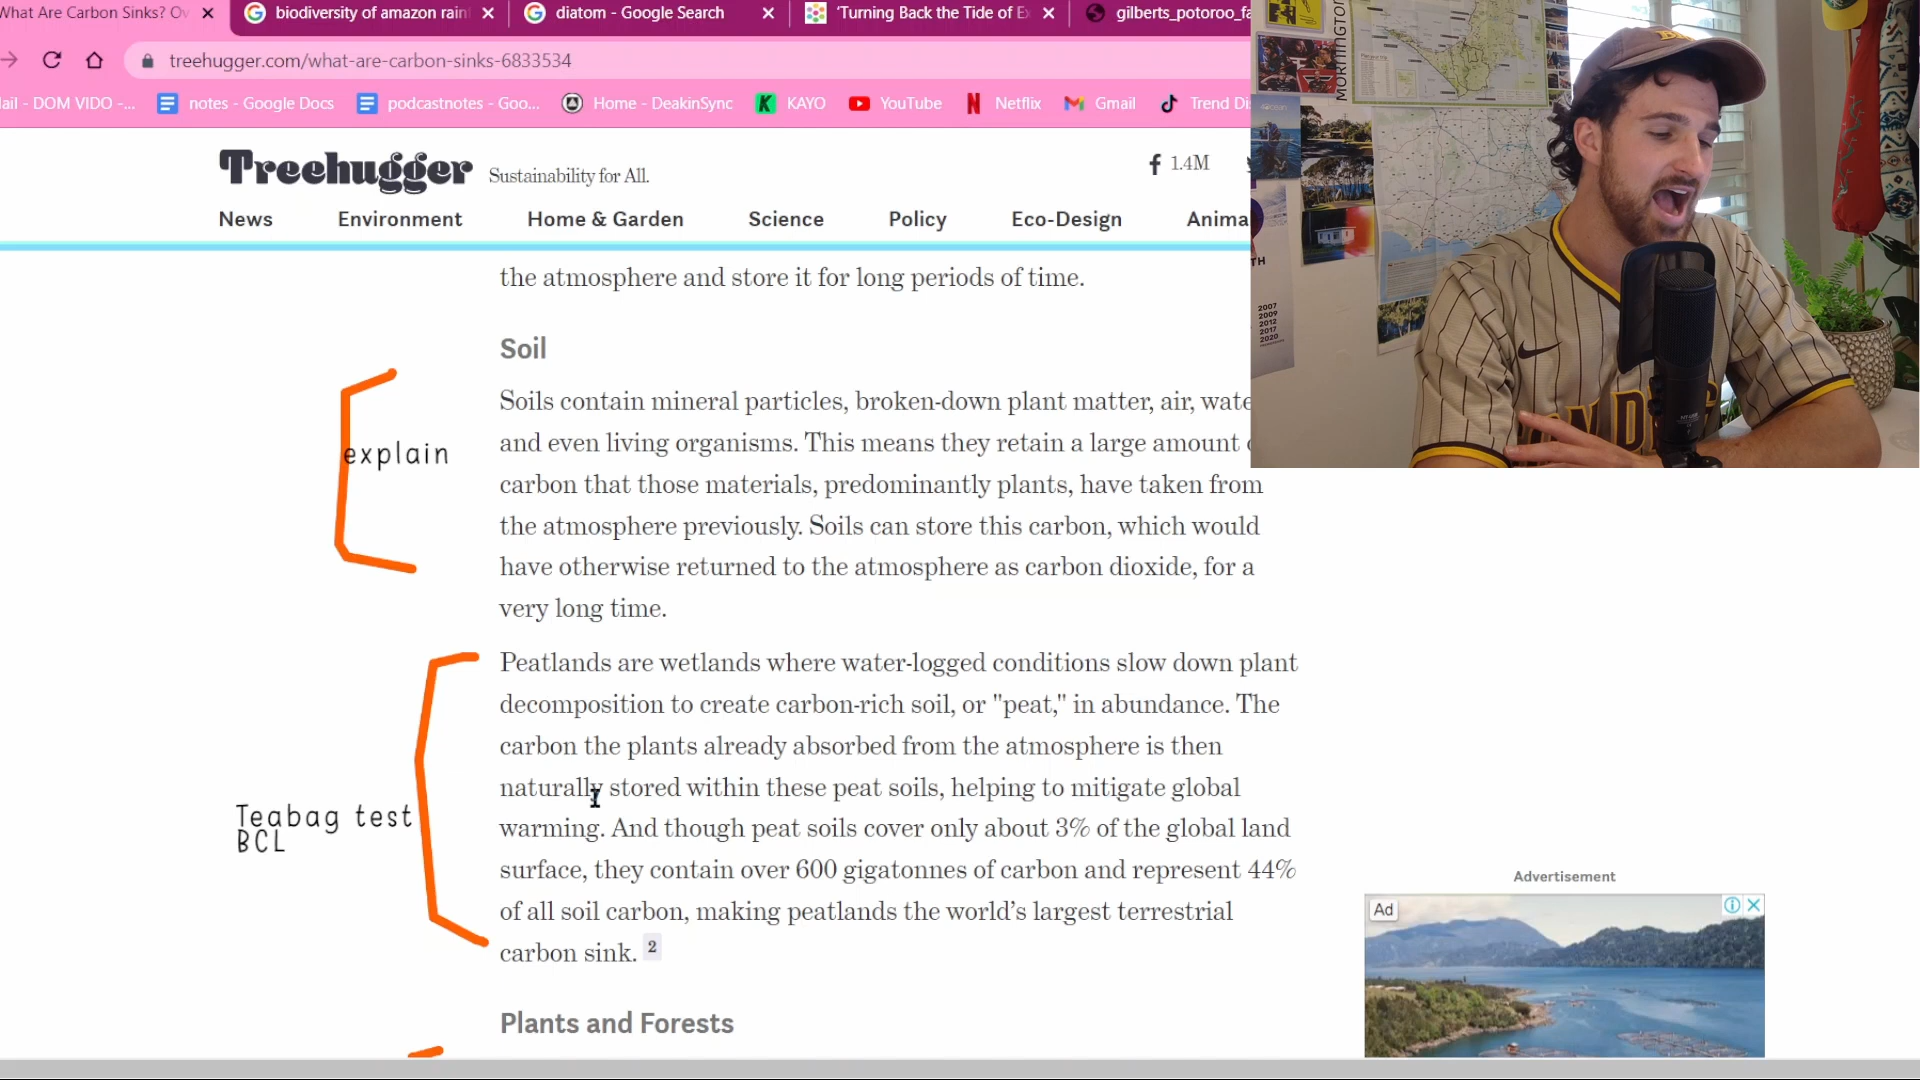 What Are Carbon Sinks? Ov
biodiversity of amazon rain
diatom - Google Search
'Turning Back the Tide of Ex
gilberts_potoroo_fa
treehugger.com/what-are-carbon-sinks-6833534
ail - DOM VIDO -...
notes - Google Docs
podcastnotes - Goo...
Home - DeakinSync
KAYO
YouTube
Netflix
Gmail
Trend Di
Treehugger
Sustainability for All.
1.4M
News
Environment
Home & Garden
Science
Policy
Eco-Design
Anima
the atmosphere and store it for long periods of time.
Soil
Soils contain mineral particles, broken-down plant matter, air, wate
and even living organisms. This means they retain a large amount
carbon that those materials, predominantly plants, have taken from
the atmosphere previously. Soils can store this carbon, which would
have otherwise returned to the atmosphere as carbon dioxide, for a
very long time.
explain
Peatlands are wetlands where water-logged conditions slow down plant
decomposition to create carbon-rich soil, or "peat," in abundance. The
carbon the plants already absorbed from the atmosphere is then
naturally stored within these peat soils, helping to mitigate global
warming. And though peat soils cover only about 3% of the global land
surface, they contain over 600 gigatonnes of carbon and represent 44%
of all soil carbon, making peatlands the world's largest terrestrial
carbon sink. 2
Teabag test
BCL
Plants and Forests
Advertisement
Ad
MORNINGTON
TH
2007
2009
2012
2017
2020